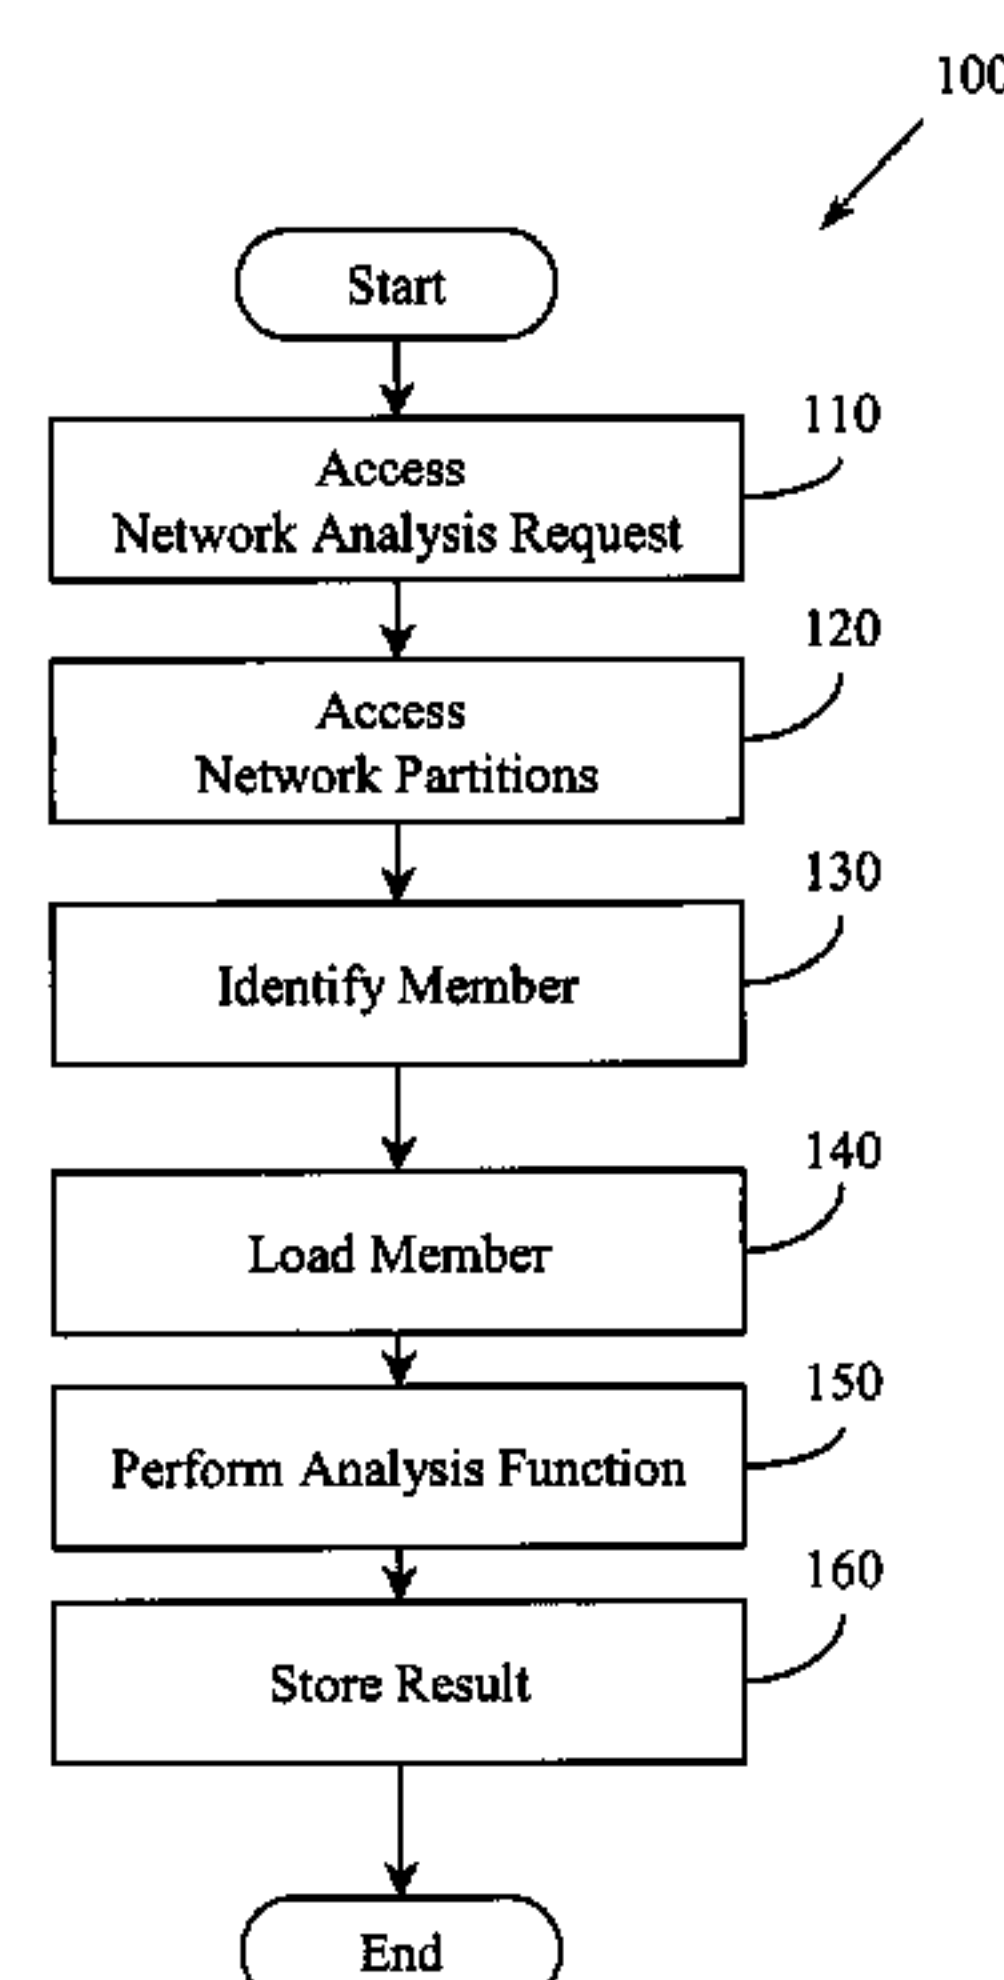 100
Start
110
Access
Network Analysis Request
120
Access
Network Partitions
130
Identify Member
140
Load Member
150
Perform Analysis Function
160
Store Result
End